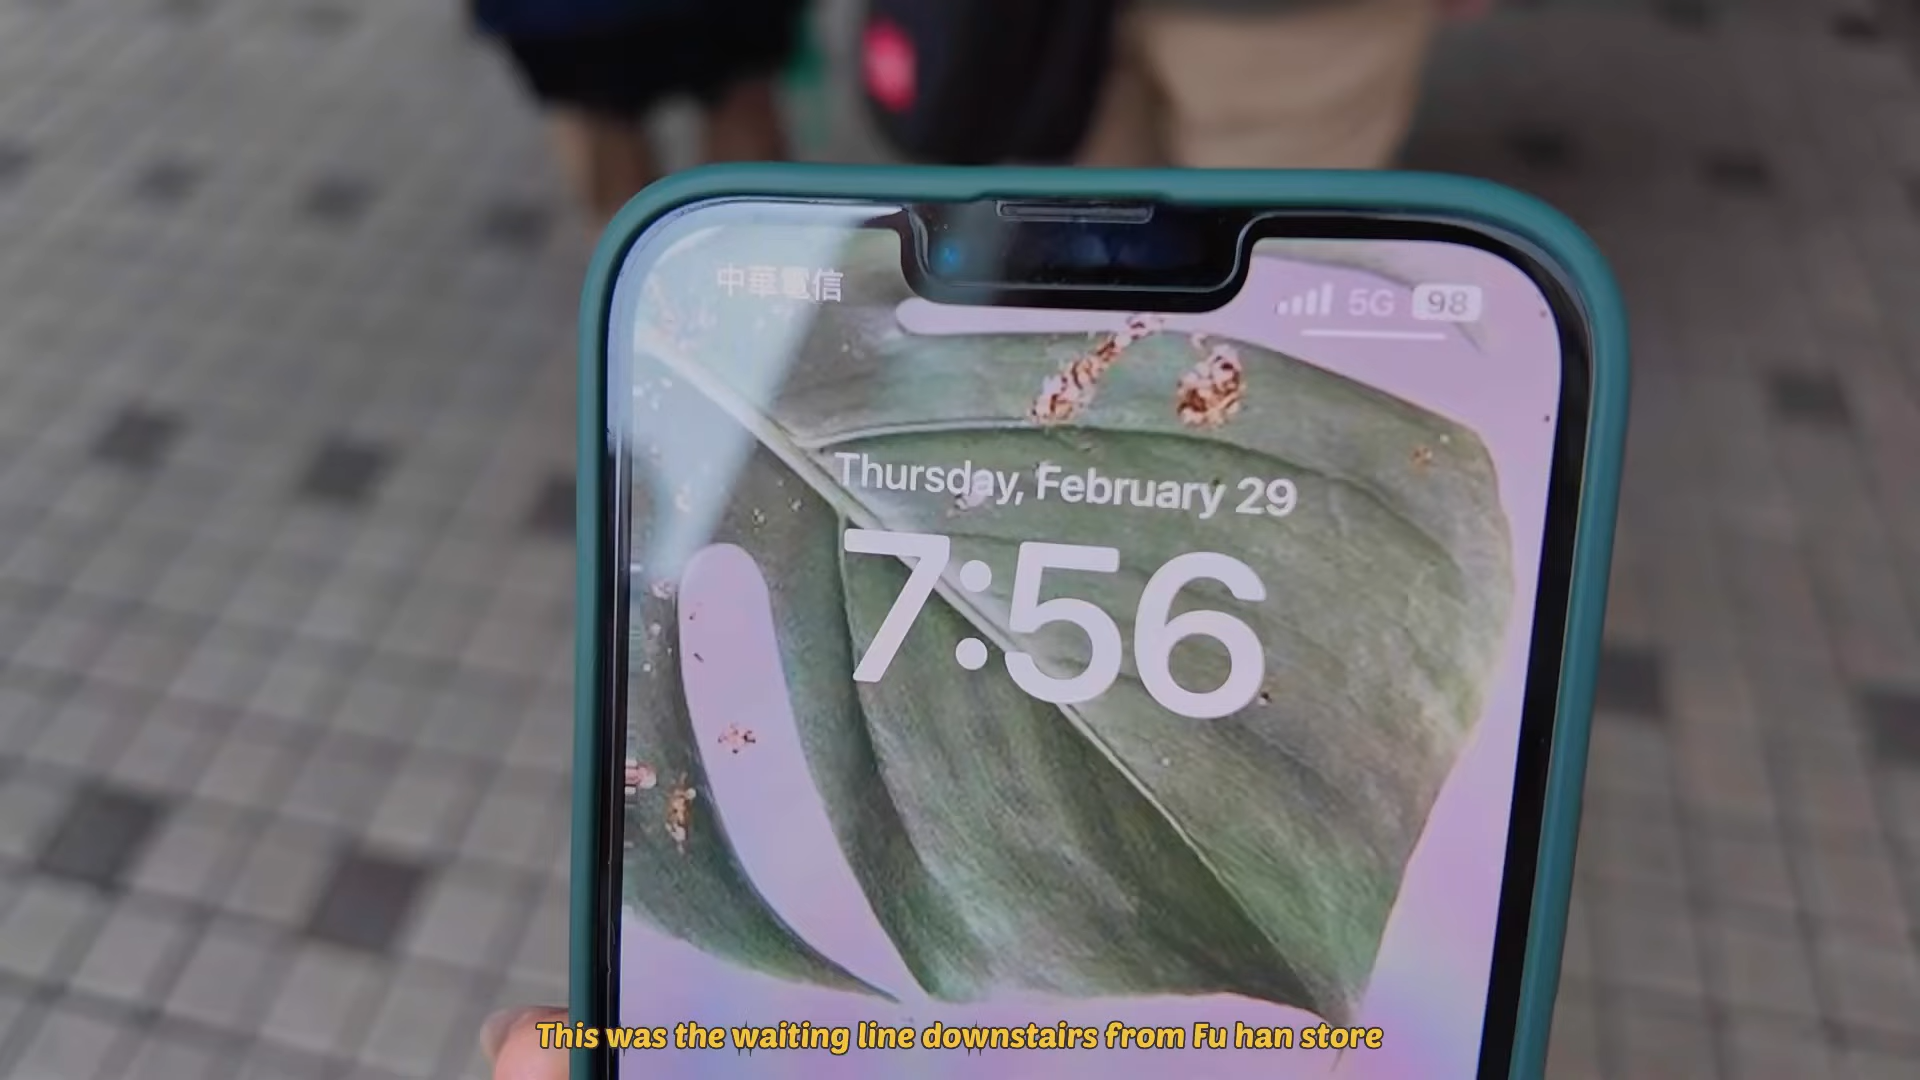 中華電信
5G 98
Thursday, February 29
7:56
This was the waiting line downstairs from Fu han store